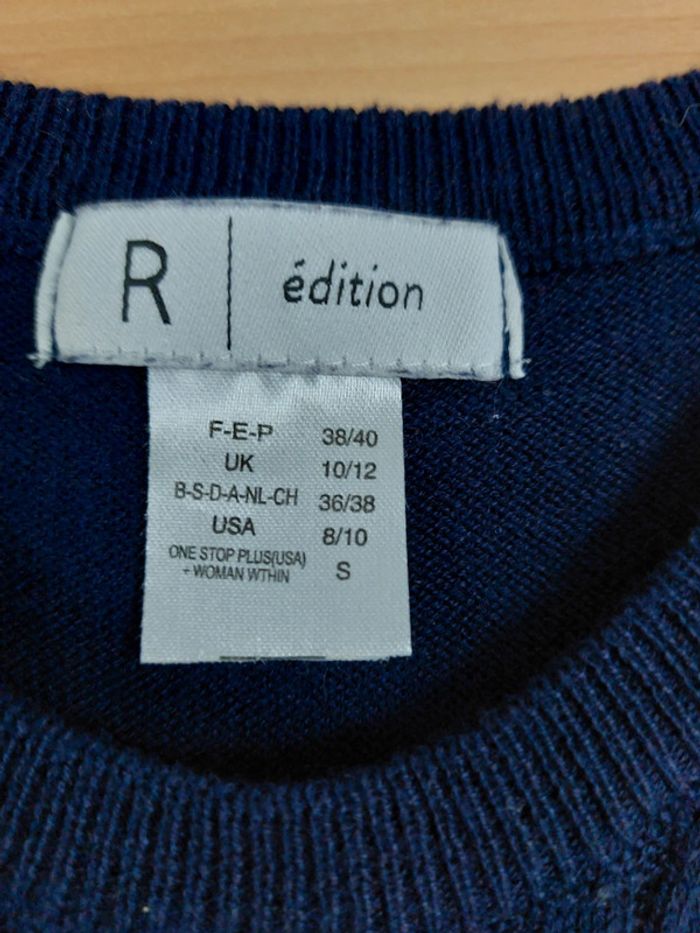 R | édition
F-E-P 38/40
UK 10/12
B-S-D-A-NL-CH 36/38
USA 8/10
ONE STOP PLUS(USA)
+ WOMAN WTHIN S